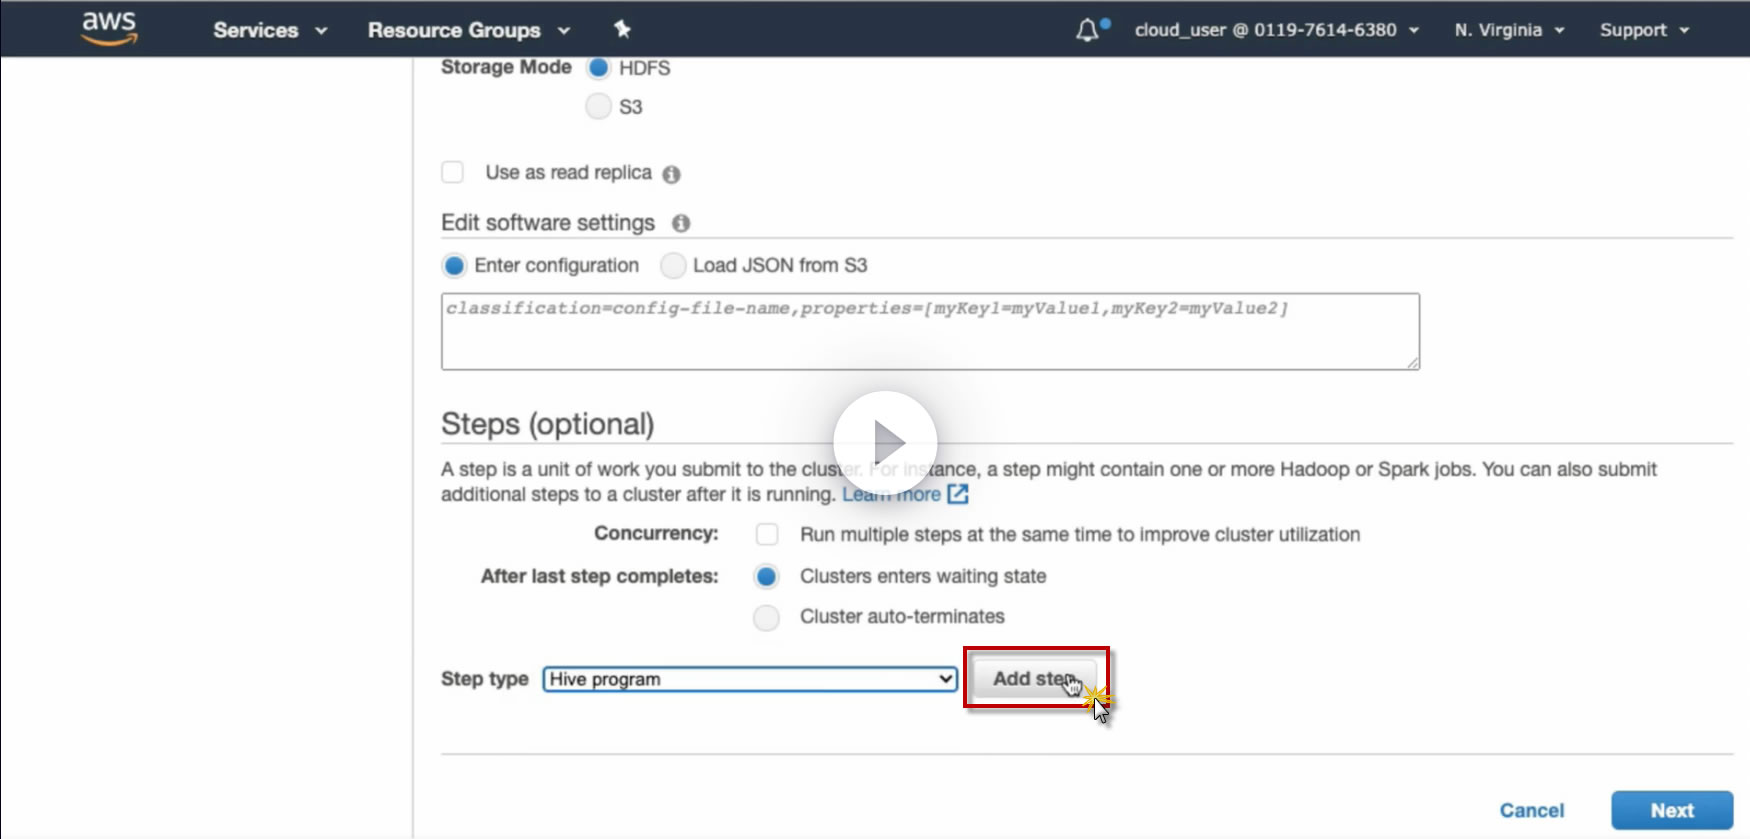 aws Services Resource Groups cloud_user @ 0119-7614-6380 N. Virginia Support
Storage Mode HDFS
S3
Use as read replica
Edit software settings
Enter configuration Load JSON from S3
classification=config-file-name,properties=[myKey1=myValue1,myKey2=myValue2]
Steps (optional)
A step is a unit of work you submit to the cluster. For instance, a step might contain one or more Hadoop or Spark jobs. You can also submit
additional steps to a cluster after it is running. Learn more
Concurrency: Run multiple steps at the same time to improve cluster utilization
After last step completes: Clusters enters waiting state
Cluster auto-terminates
Step type Hive program Add step
Cancel Next